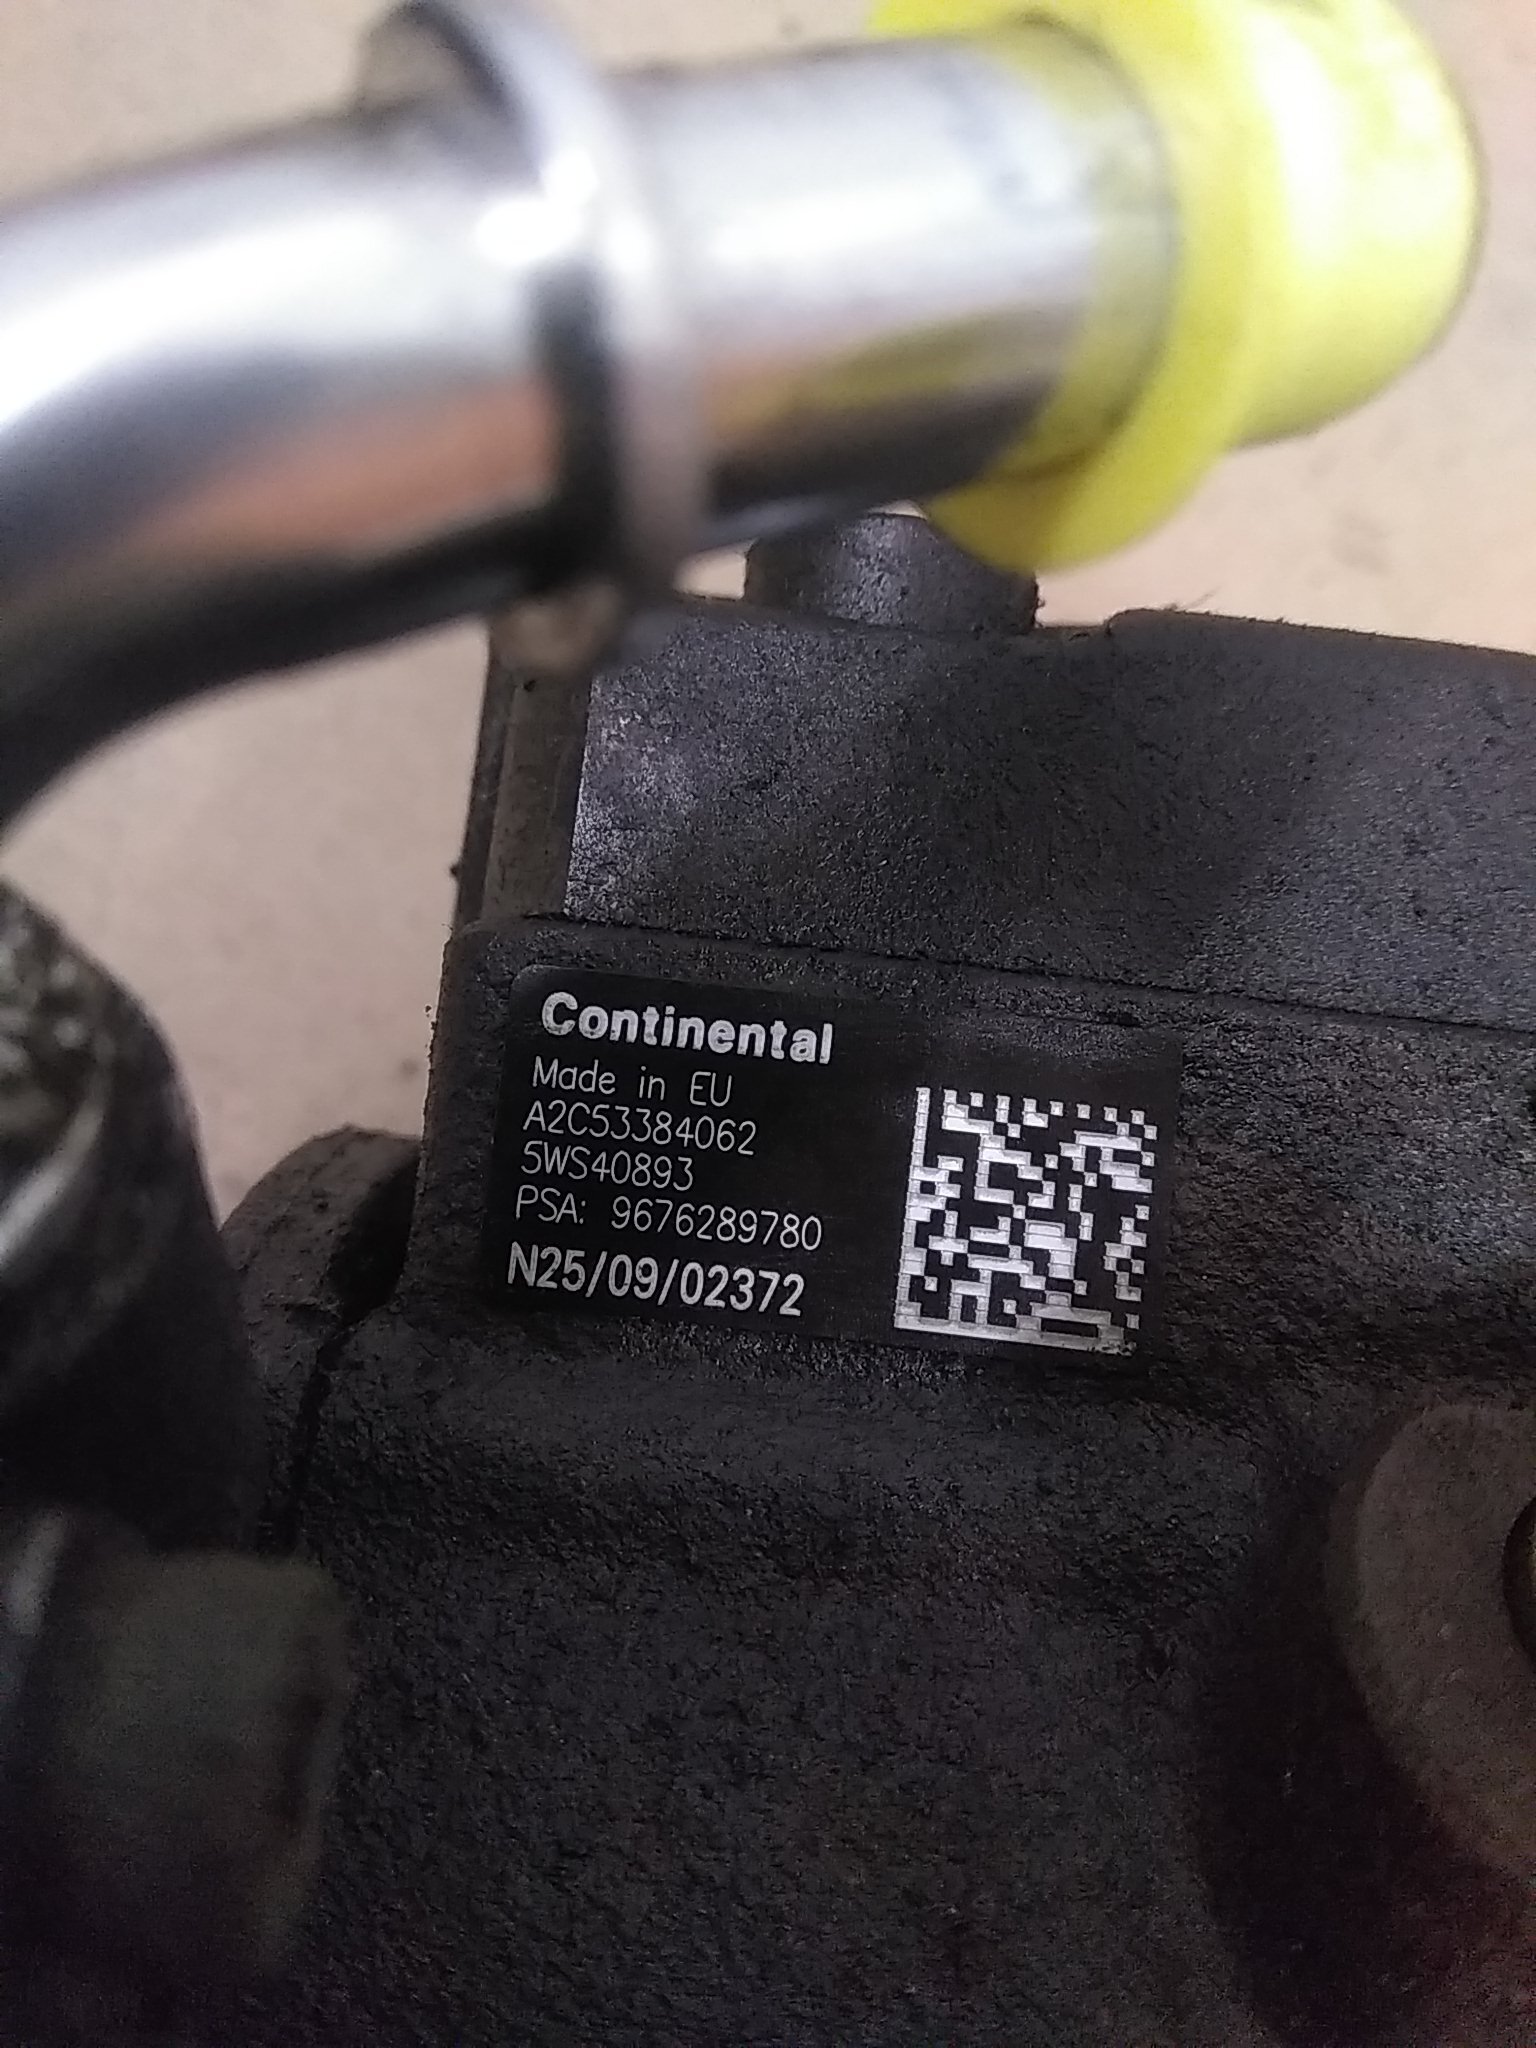 Continental
Made in EU
A2C53384062
5WS40893
PSA: 9676289780
N25/09/02372